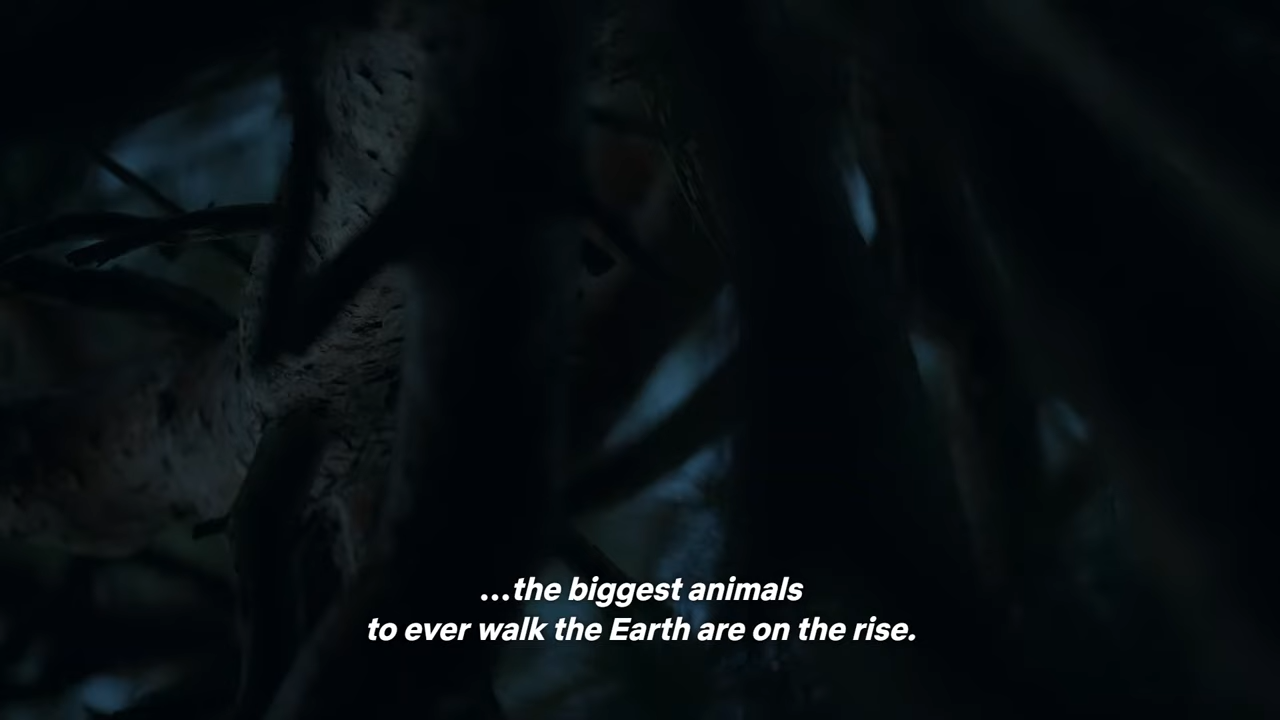 ...the biggest animals
to ever walk the Earth are on the rise.